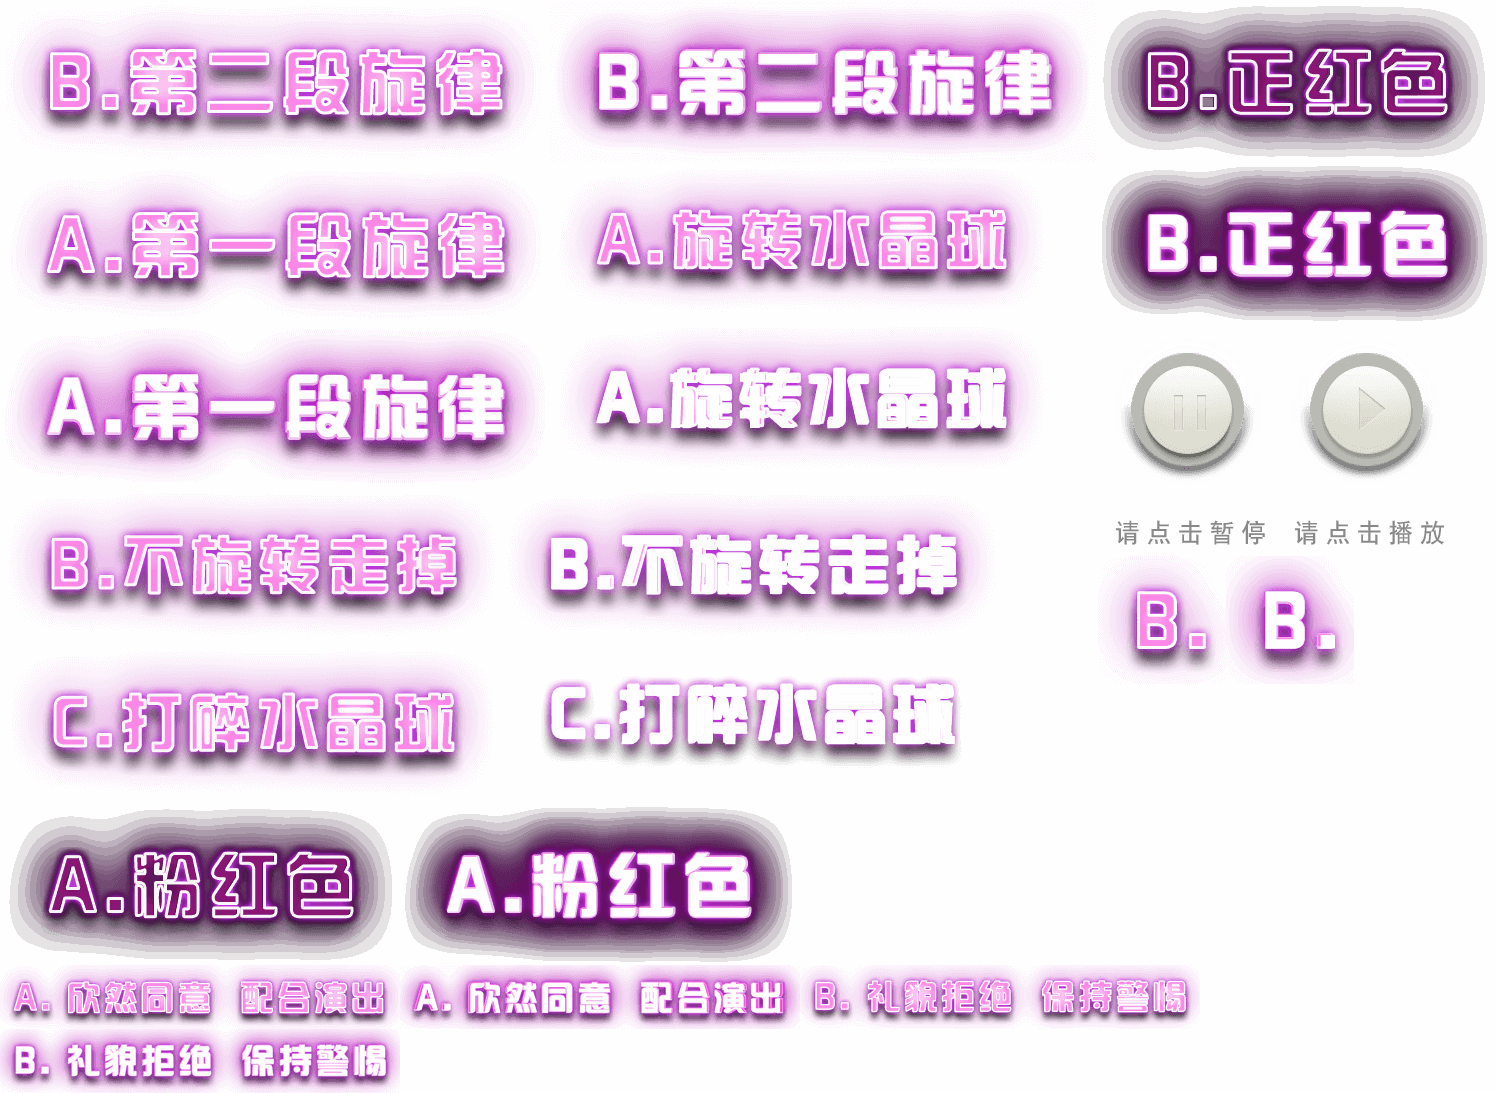 B.第二段旋律
B.第二段旋律
B.正红色
A.第一段旋律
A.旋转水晶球
B.正红色
A.第一段旋律
A.旋转水晶球
请点击暂停
请点击播放
B.不旋转走掉
B.不旋转走掉
B.
B.
C.打碎水晶球
C.打碎水晶球
A.粉红色
A.粉红色
A. 欣然同意 配合演出
A. 欣然同意 配合演出
B. 礼貌拒绝 保持警惕
B. 礼貌拒绝 保持警惕